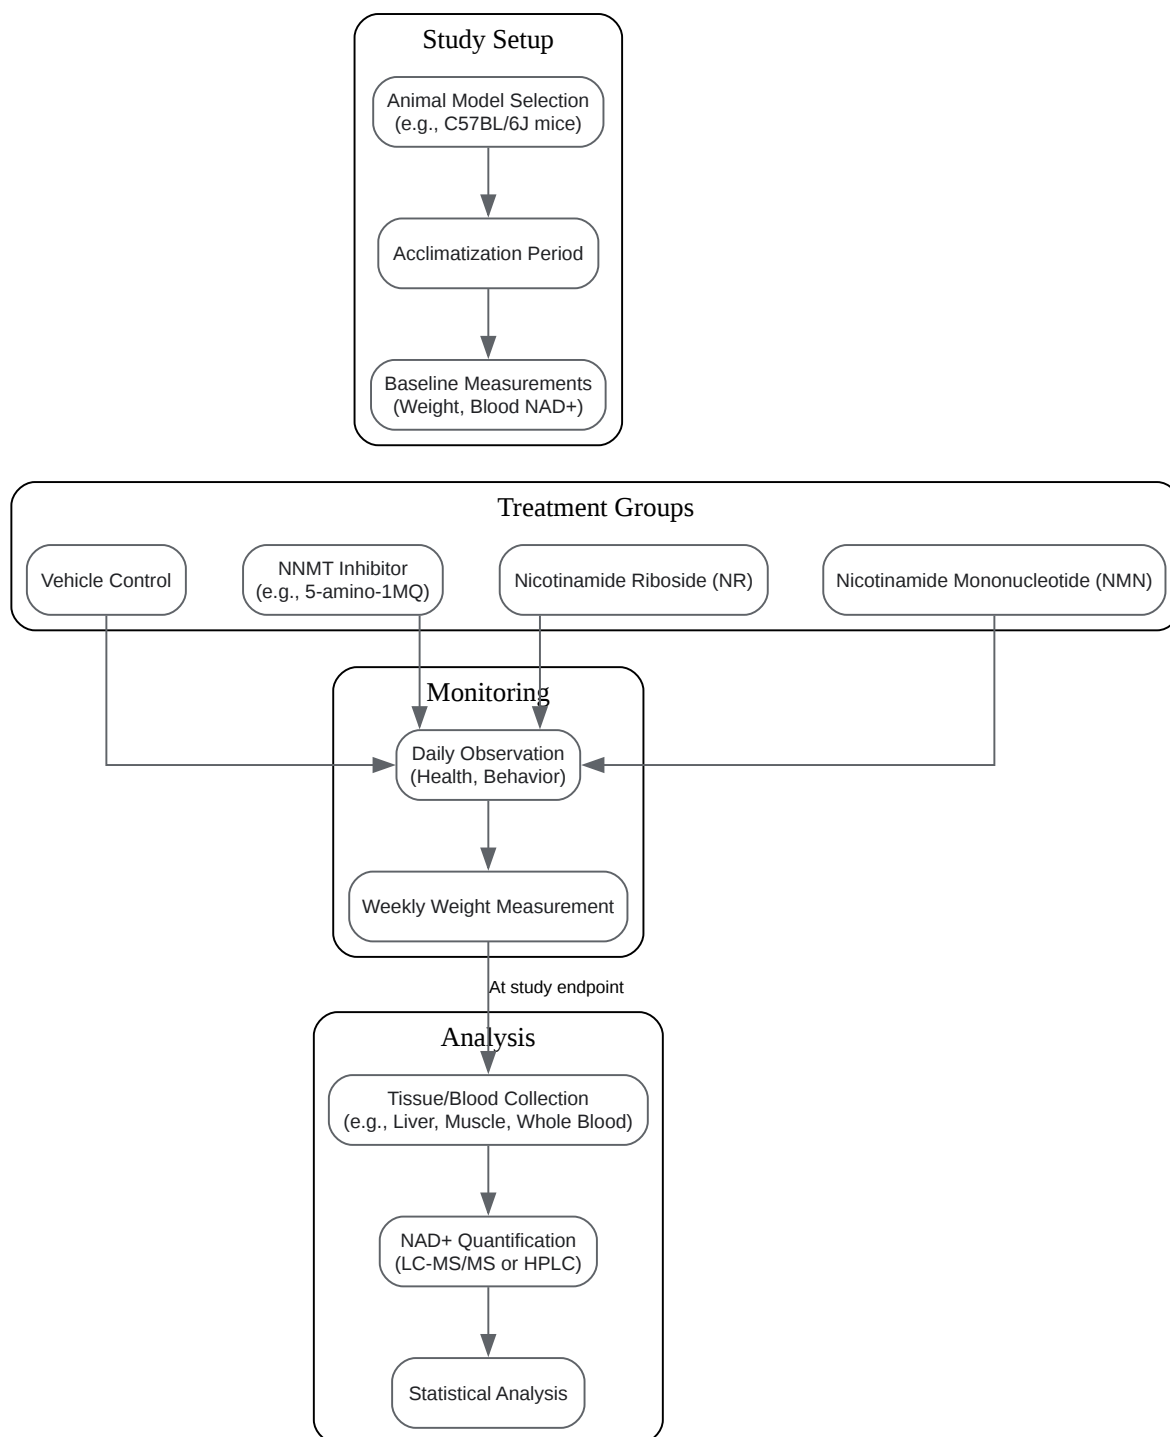 Study Setup
Animal Model Selection
(e.g., C57BL/6J mice)
Acclimatization Period
Baseline Measurements
(Weight, Blood NAD+)
Treatment Groups
Vehicle Control
NNMT Inhibitor
(e.g., 5-amino-1MQ)
Nicotinamide Riboside (NR)
Nicotinamide Mononucleotide (NMN)
Monitoring
Daily Observation
(Health, Behavior)
Weekly Weight Measurement
At study endpoint
Analysis
Tissue/Blood Collection
(e.g., Liver, Muscle, Whole Blood)
NAD+ Quantification
(LC-MS/MS or HPLC)
Statistical Analysis